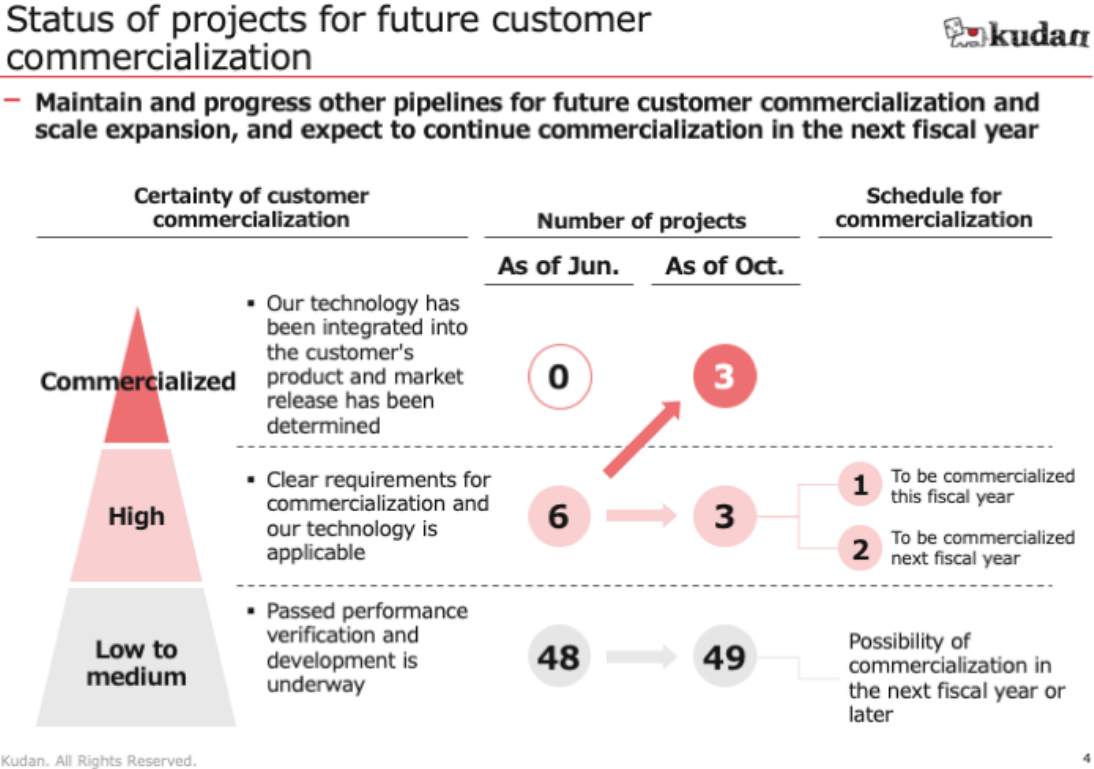 Status of projects for future customer
commercialization
kudan
– Maintain and progress other pipelines for future customer commercialization and
scale expansion, and expect to continue commercialization in the next fiscal year
Certainty of customer
commercialization
Number of projects
Schedule for
commercialization
As of Jun.
As of Oct.
Commercialized
▪ Our technology has
been integrated into
the customer's
product and market
release has been
determined
0
3
High
▪ Clear requirements for
commercialization and
our technology is
applicable
6
3
1
To be commercialized
this fiscal year
2
To be commercialized
next fiscal year
Low to
medium
▪ Passed performance
verification and
development is
underway
48
49
Possibility of
commercialization in
the next fiscal year or
later
Kudan. All Rights Reserved.
4